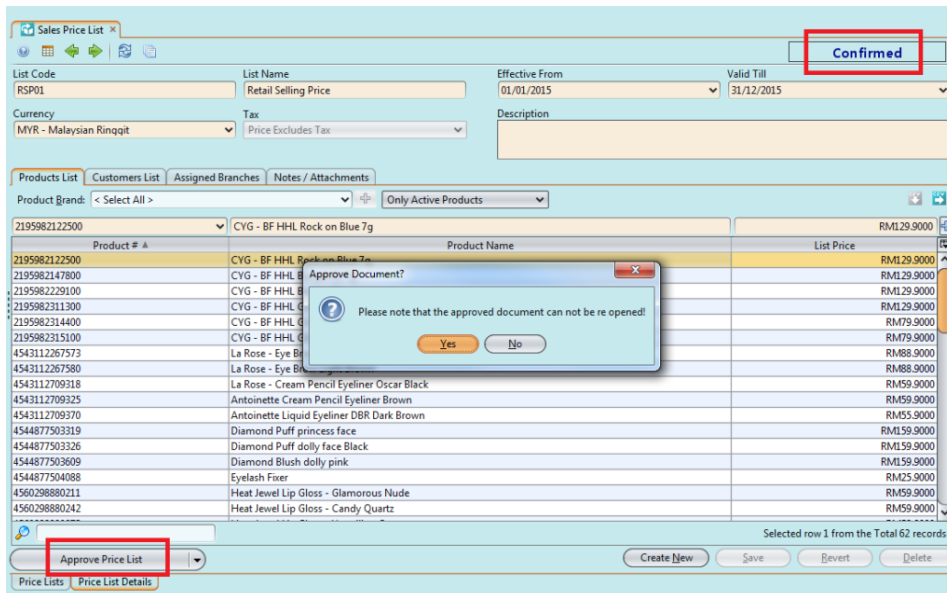 Sales Price List
Confirmed
List Code List Name Effective From Valid Till
RSP01 Retail Selling Price 01/01/2015 31/12/2015
Currency Tax Description
MYR - Malaysian Ringgit Price Excludes Tax
Products List Customers List Assigned Branches Notes / Attachments
Product Brand: < Select All > Only Active Products
2195982122500 CYG - BF HHL Rock on Blue 7g RM129.9000
Product # Product Name List Price
2195982122500 CYG - BF HHL Rock on Blue 7g RM129.9000
2195982147800 CYG - BF HHL RM129.9000
2195982229100 CYG - BF HHL RM129.9000
2195982311300 CYG - BF HHL RM129.9000
2195982314400 CYG - BF HHL RM79.9000
2195982315100 CYG - BF HHL RM79.9000
4543112267573 La Rose - Eye RM88.9000
4543112267580 La Rose - Eye RM88.9000
Approve Document?
Please note that the approved document can not be re opened!
Yes No
4543112709318 La Rose - Cream Pencil Eyeliner Oscar Black RM59.9000
4543112709325 Antoinette Cream Pencil Eyeliner Brown RM59.9000
4543112709370 Antoinette Liquid Eyeliner DBR Dark Brown RM55.9000
4544877503319 Diamond Puff princess face RM159.9000
4544877503326 Diamond Puff dolly face Black RM159.9000
4544877503609 Diamond Blush dolly pink RM159.9000
4544877504088 Eyelash Fixer RM25.9000
4560298880211 Heat Jewel Lip Gloss - Glamorous Nude RM59.9000
4560298880242 Heat Jewel Lip Gloss - Candy Quartz RM59.9000
Selected row 1 from the Total 62 records
Approve Price List Create New Save Revert Delete
Price Lists Price List Details